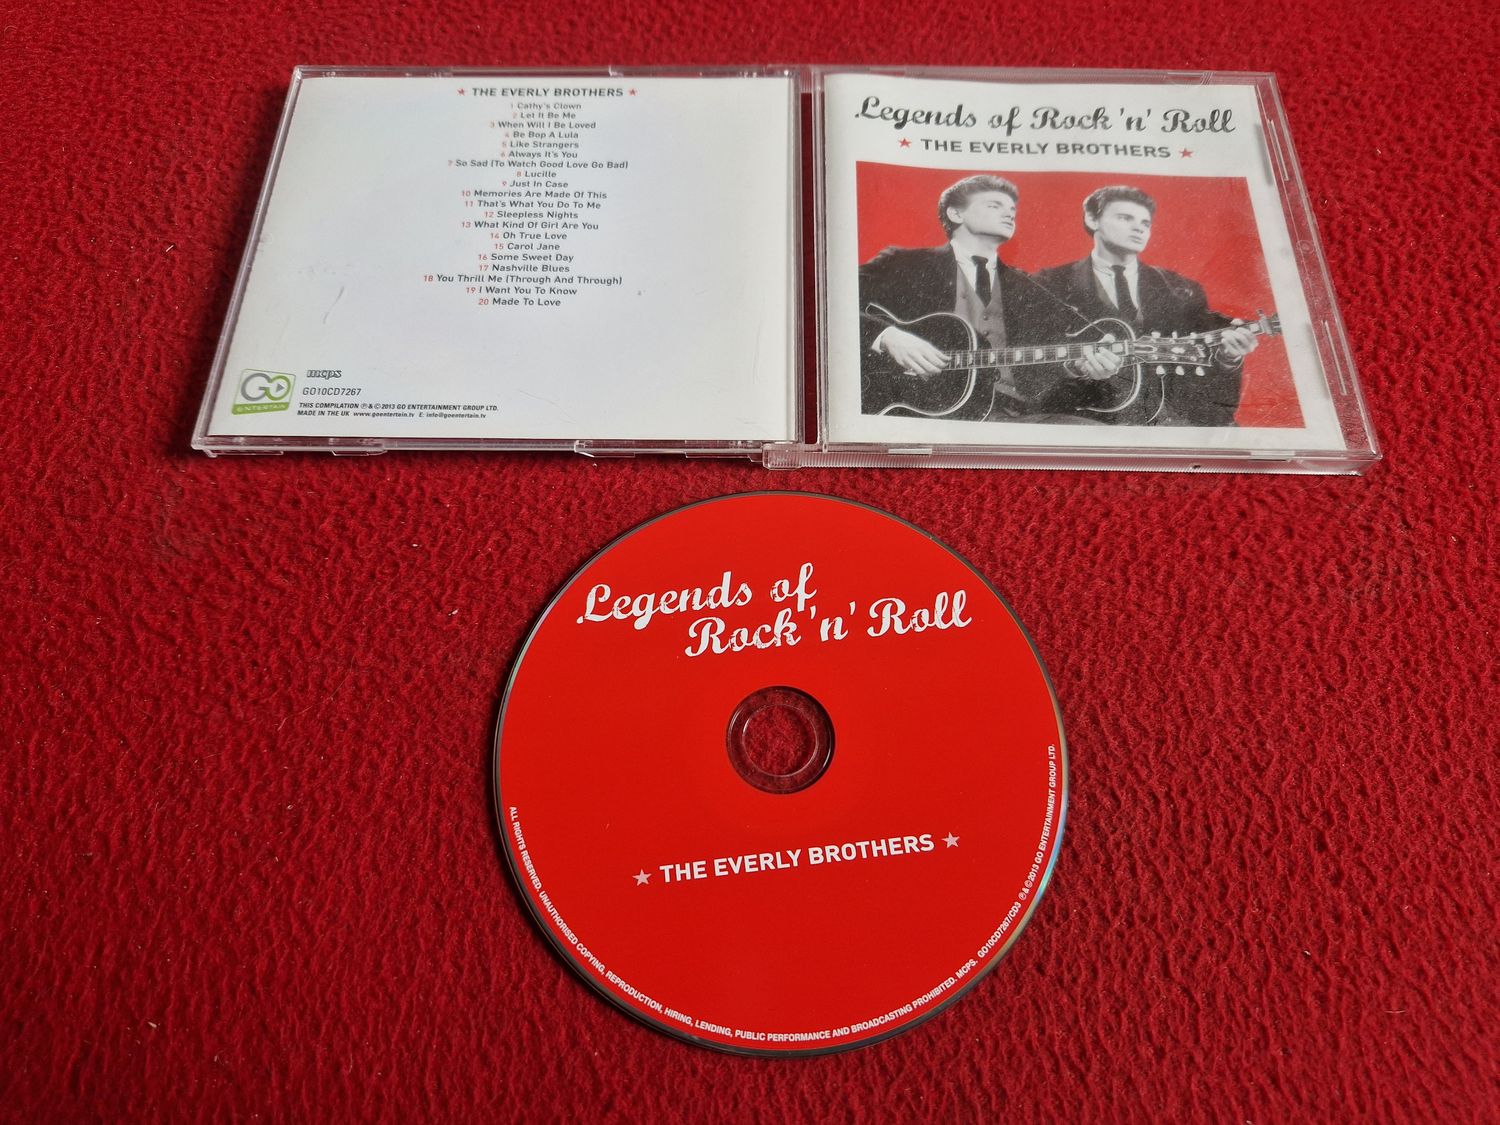 ★ THE EVERLY BROTHERS ★
1 Cathy's Clown
2 Let It Be Me
3 When Will I Be Loved
4 Be Bop A Lula
5 Like Strangers
6 Always It's You
7 So Sad (To Watch Good Love Go Bad)
8 Lucille
9 Just In Case
10 Memories Are Made Of This
11 That's What You Do To Me
12 Sleepless Nights
13 What Kind Of Girl Are You
14 Oh True Love
15 Carol Jane
16 Some Sweet Day
17 Nashville Blues
18 You Thrill Me (Through And Through)
19 I Want You To Know
20 Made To Love
GO
ENTERTAIN
mcps
GO10CD7267
THIS COMPILATION ℗ & © 2013 GO ENTERTAINMENT GROUP LTD.
MADE IN THE UK www.goentertain.tv E: info@goentertain.tv
Legends of Rock 'n' Roll
★ THE EVERLY BROTHERS ★
Legends of
Rock 'n' Roll
★ THE EVERLY BROTHERS ★
ALL RIGHTS RESERVED. UNAUTHORISED COPYING, REPRODUCTION, HIRING, LENDING, PUBLIC PERFORMANCE AND BROADCASTING PROHIBITED. MCPS. GO10CD7267/CD3 ℗ & © 2013 GO ENTERTAINMENT GROUP LTD.